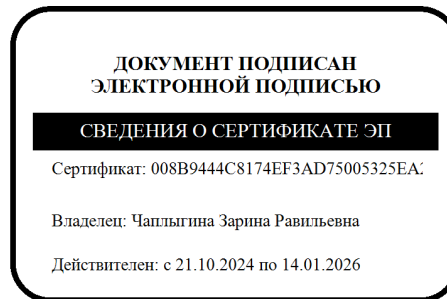 ДОКУМЕНТ ПОДПИСАН
ЭЛЕКТРОННОЙ ПОДПИСЬЮ
СВЕДЕНИЯ О СЕРТИФИКАТЕ ЭП
Сертификат: 008B9444C8174EF3AD75005325EA2
Владелец: Чаплыгина Зарина Равильевна
Действителен: с 21.10.2024 по 14.01.2026